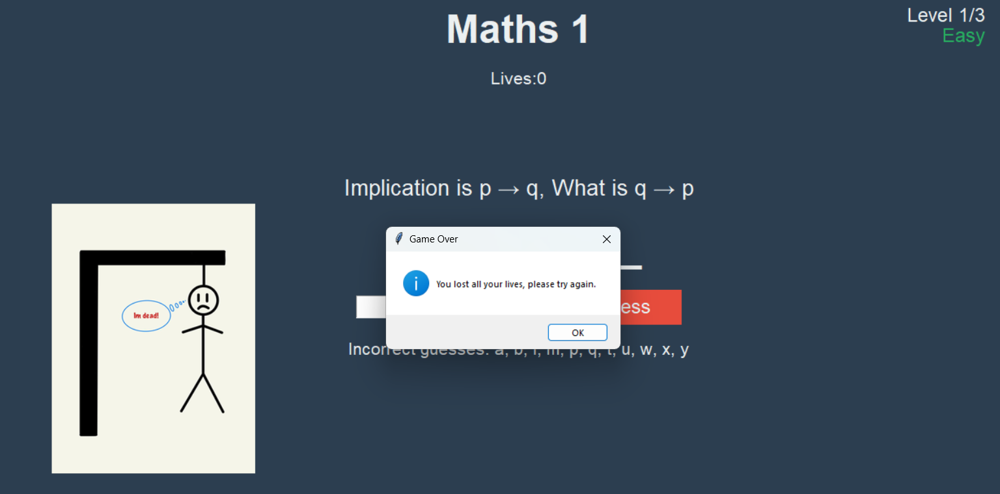 Maths 1
Level 1/3
Easy
Lives:0
Implication is p → q, What is q → p
Game Over
You lost all your lives, please try again.
Im dead!
ess
OK
Incorrect guesses: a, b, m, p, q, t, u, w, x, y